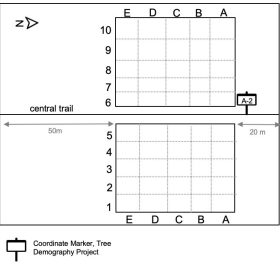 E D C B A
N
10
9
8
7
6
A-2
central trail
50m
20 m
5
4
3
2
1
E D C B A
Coordinate Marker, Tree
Demography Project